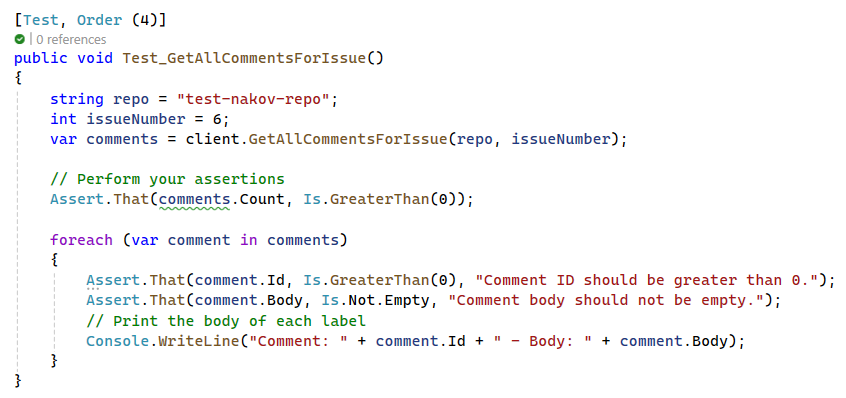 [Test, Order (4)]
| 0 references
public void Test_GetAllCommentsForIssue()
{
    string repo = "test-nakov-repo";
    int issueNumber = 6;
    var comments = client.GetAllCommentsForIssue(repo, issueNumber);

    // Perform your assertions
    Assert.That(comments.Count, Is.GreaterThan(0));

    foreach (var comment in comments)
    {
        Assert.That(comment.Id, Is.GreaterThan(0), "Comment ID should be greater than 0.");
        Assert.That(comment.Body, Is.Not.Empty, "Comment body should not be empty.");
        // Print the body of each label
        Console.WriteLine("Comment: " + comment.Id + " - Body: " + comment.Body);
    }
}